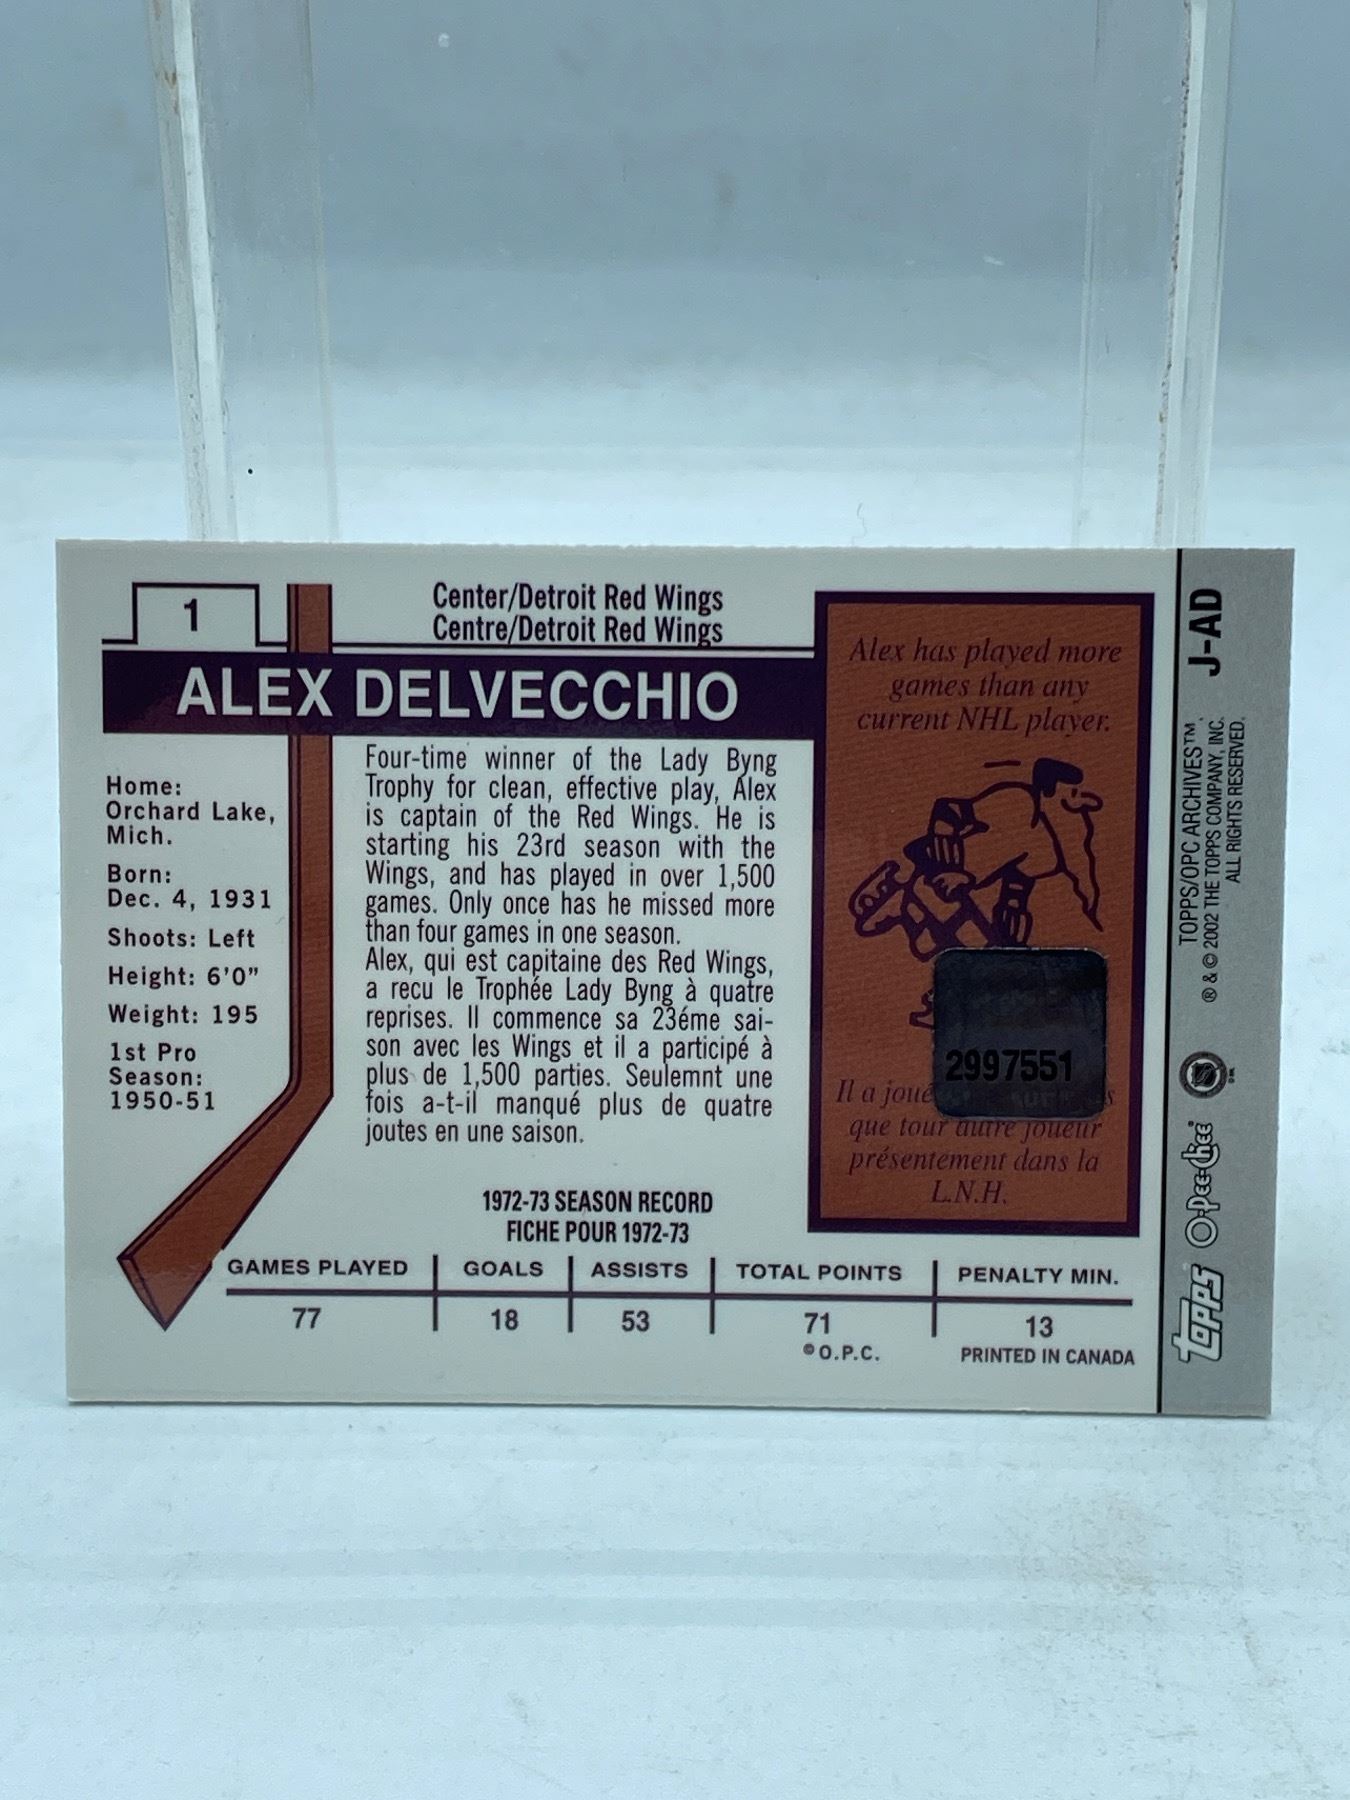 1
Center/Detroit Red Wings
Centre/Detroit Red Wings
ALEX DELVECCHIO
Home:
Orchard Lake,
Mich.
Born:
Dec. 4, 1931
Shoots: Left
Height: 6'0"
Weight: 195
1st Pro
Season:
1950-51
Four-time winner of the Lady Byng
Trophy for clean, effective play, Alex
is captain of the Red Wings. He is
starting his 23rd season with the
Wings, and has played in over 1,500
games. Only once has he missed more
than four games in one season.
Alex, qui est capitaine des Red Wings,
a recu le Trophée Lady Byng à quatre
reprises. Il commence sa 23éme sai-
son avec les Wings et il a participé à
plus de 1,500 parties. Seulemnt une
fois a-t-il manqué plus de quatre
joutes en une saison.
Alex has played more
games than any
current NHL player.
2997551
Il a joué
que tour autre joueur
présentement dans la
L.N.H.
1972-73 SEASON RECORD
FICHE POUR 1972-73
GAMES PLAYED GOALS ASSISTS TOTAL POINTS PENALTY MIN.
77 18 53 71 13
© O.P.C. PRINTED IN CANADA
J-AD
TOPPS/OPC ARCHIVES™.
® & © 2002 THE TOPPS COMPANY, INC.
ALL RIGHTS RESERVED.
O-Pee-Chee
TOPPS